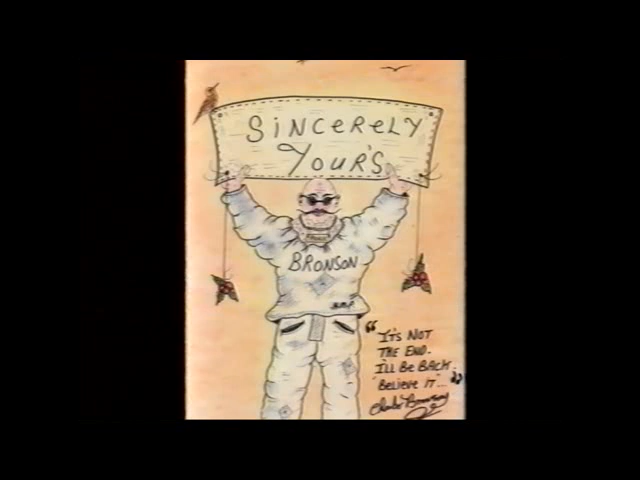 SiNCeReLY
YOUR'S
BRONSON
"IT'S NOT
THE END.
I'LL BE BACK.
'BELIEVE IT'...."